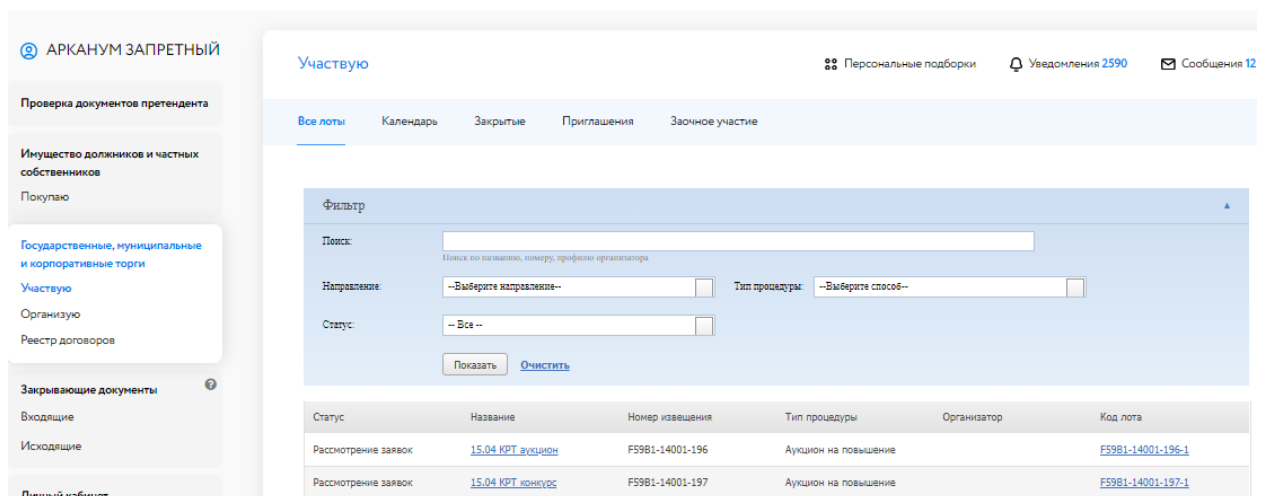 АРКАНУМ ЗАПРЕТНЫЙ
Проверка документов претендента
Имущество должников и частных
собственников
Покупаю
Государственные, муниципальные
и корпоративные торги
Участвую
Организую
Реестр договоров
Закрывающие документы
Входящие
Исходящие
Личный кабинет
Участвую
Персональные подборки
Уведомления 2590
Сообщения 12
Все лоты Календарь Закрытые Приглашения Заочное участие
Фильтр
Поиск:
Поиск по названию, номеру, профилю организатора
Направление: --Выберите направление-- Тип процедуры: --Выберите способ--
Статус: -- Все --
Показать Очистить
Статус Название Номер извещения Тип процедуры Организатор Код лота
Рассмотрение заявок 15.04 КРТ аукцион F59B1-14001-196 Аукцион на повышение F59B1-14001-196-1
Рассмотрение заявок 15.04 КРТ конкурс F59B1-14001-197 Аукцион на повышение F59B1-14001-197-1